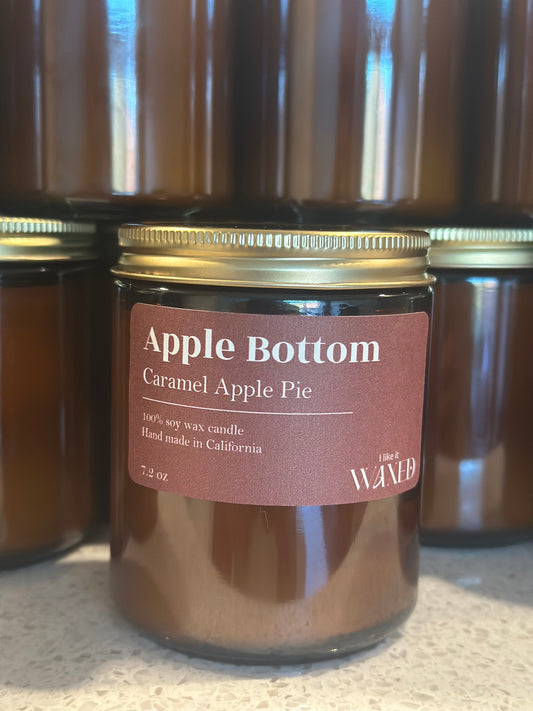 Apple Bottom
Caramel Apple Pie
100% soy wax candle
Hand made in California
7.2 oz
I like it
WAXED